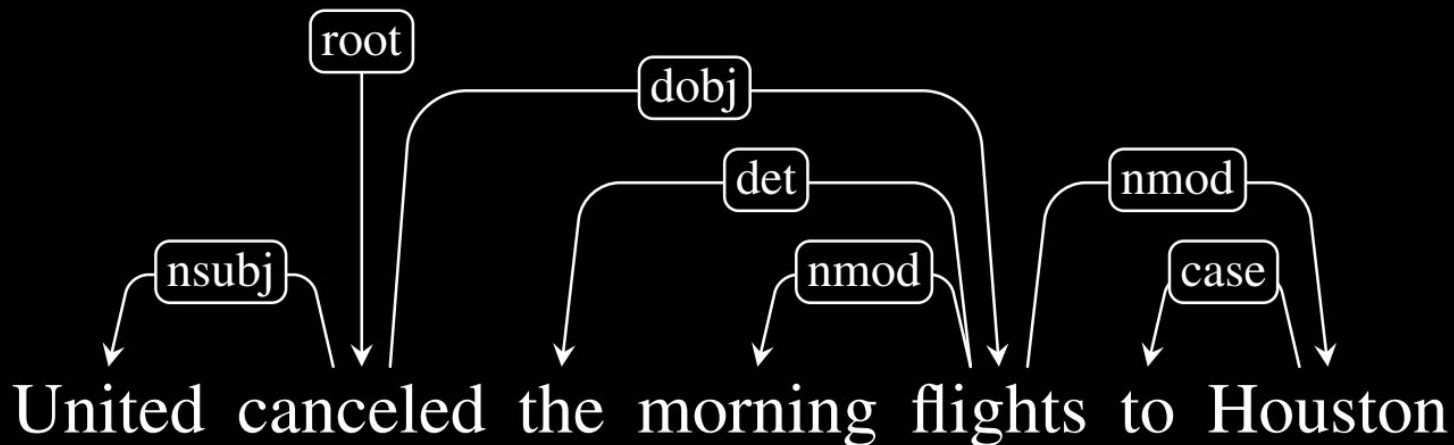 root
dobj
det nmod
nsubj nmod case
United canceled the morning flights to Houston